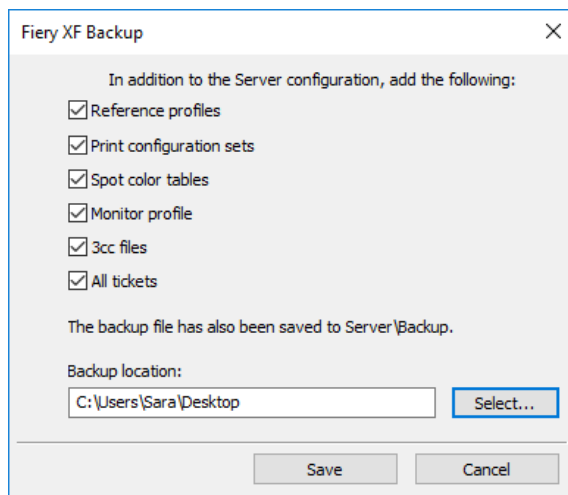 Fiery XF Backup
In addition to the Server configuration, add the following:
Reference profiles
Print configuration sets
Spot color tables
Monitor profile
3cc files
All tickets
The backup file has also been saved to Server\Backup.
Backup location:
C:\Users\Sara\Desktop
Select...
Save
Cancel